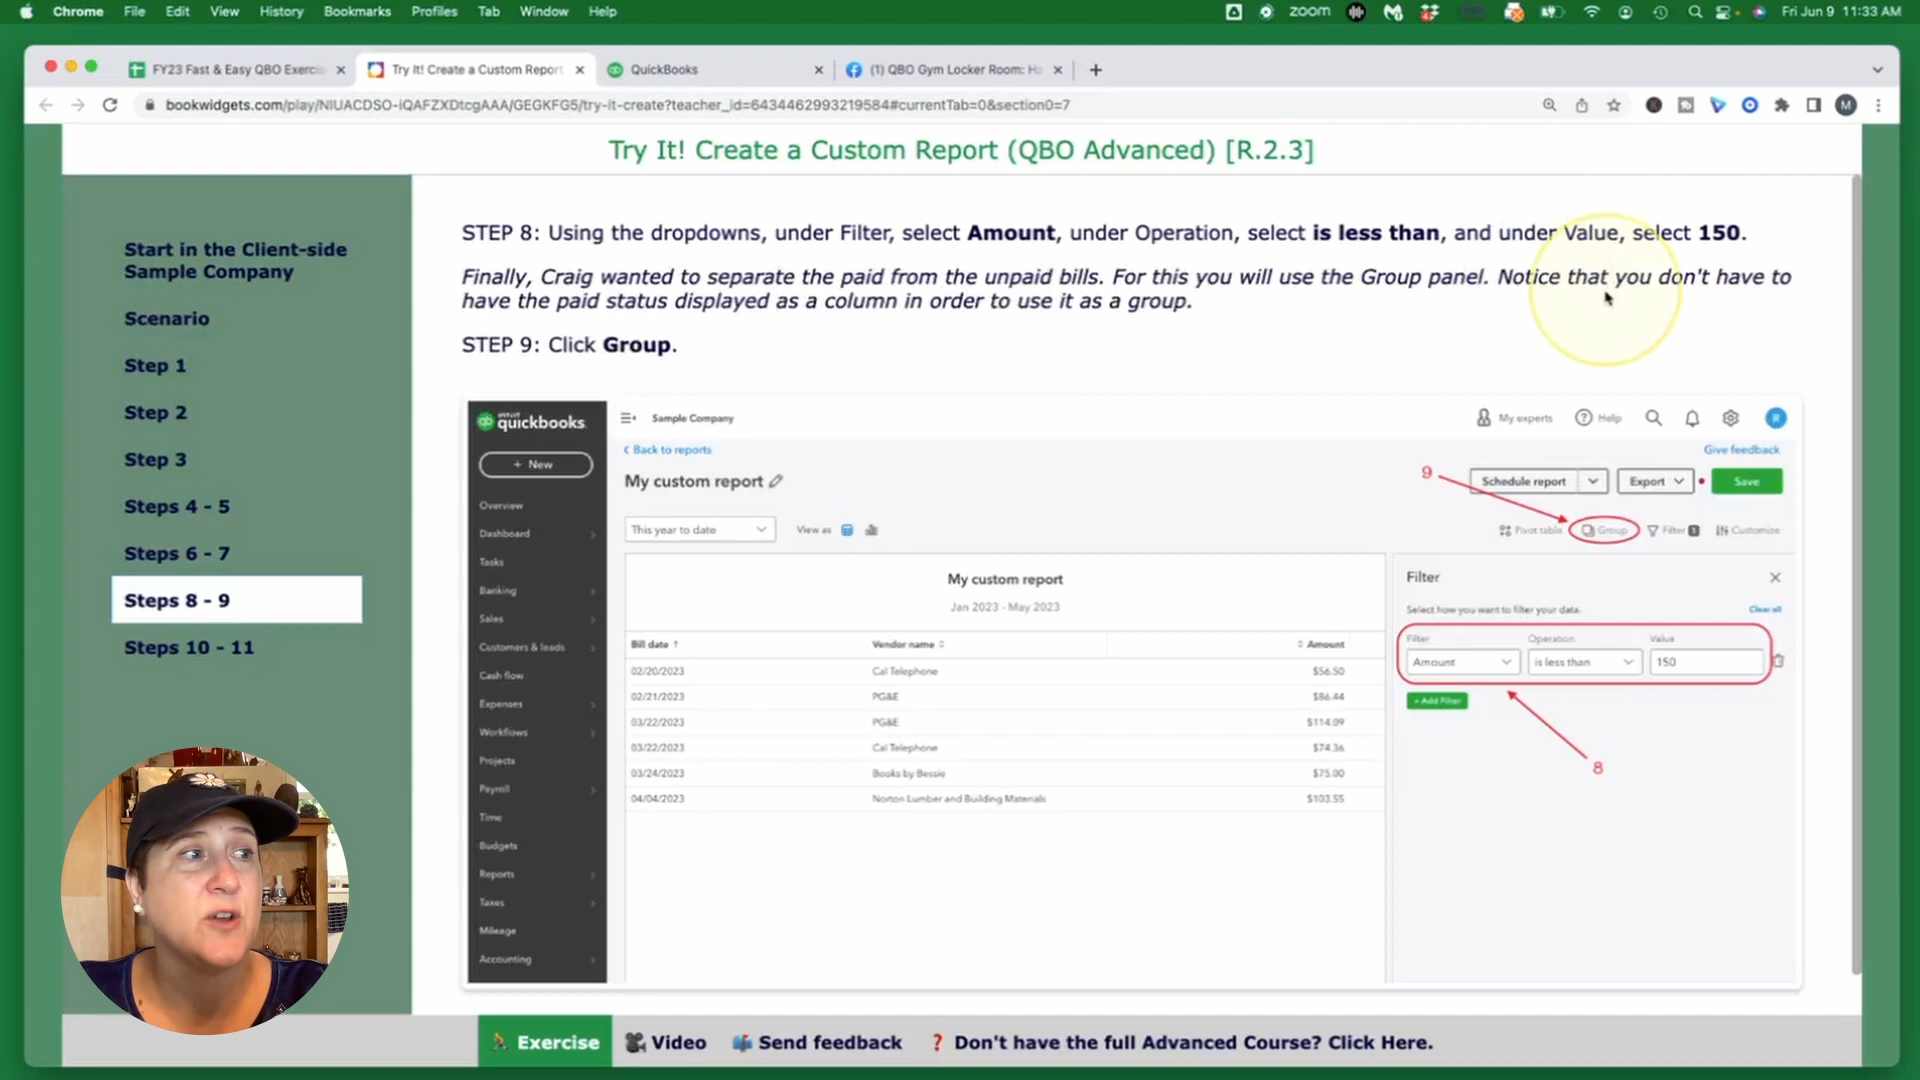 Chrome File Edit View History Bookmarks Profiles Tab Window Help
zoom
Fri Jun 9 11:33 AM
FY23 Fast & Easy QBO Exercis
Try It! Create a Custom Report
QuickBooks
(1) QBO Gym Locker Room: Ha
bookwidgets.com/play/NIUACDSO-iQAFZXDtcgAAA/GEGKFG5/try-it-create?teacher_id=6434462993219584#currentTab=0&section0=7
M
Try It! Create a Custom Report (QBO Advanced) [R.2.3]
Start in the Client-side
Sample Company
Scenario
Step 1
Step 2
Step 3
Steps 4 - 5
Steps 6 - 7
Steps 8 - 9
Steps 10 - 11
STEP 8: Using the dropdowns, under Filter, select Amount, under Operation, select is less than, and under Value, select 150.
Finally, Craig wanted to separate the paid from the unpaid bills. For this you will use the Group panel. Notice that you don't have to
have the paid status displayed as a column in order to use it as a group.
STEP 9: Click Group.
intuit
quickbooks
+ New
Overview
Dashboard
Tasks
Banking
Sales
Customers & leads
Cash flow
Expenses
Workflows
Projects
Payroll
Time
Budgets
Reports
Taxes
Mileage
Accounting
Sample Company
My experts
Help
R
Back to reports
Give feedback
My custom report
9
Schedule report
Export
Save
This year to date
View as
Pivot table
Group
Filter 1
Customize
My custom report
Jan 2023 - May 2023
Bill date Vendor name Amount
02/20/2023 Cal Telephone $56.50
02/21/2023 PG&E $86.44
03/22/2023 PG&E $114.09
03/22/2023 Cal Telephone $74.36
03/24/2023 Books by Bessie $75.00
04/04/2023 Norton Lumber and Building Materials $103.55
Filter
Select how you want to filter your data.
Clear all
Filter Operation Value
Amount is less than 150
+ Add Filter
8
Exercise
Video
Send feedback
Don't have the full Advanced Course? Click Here.